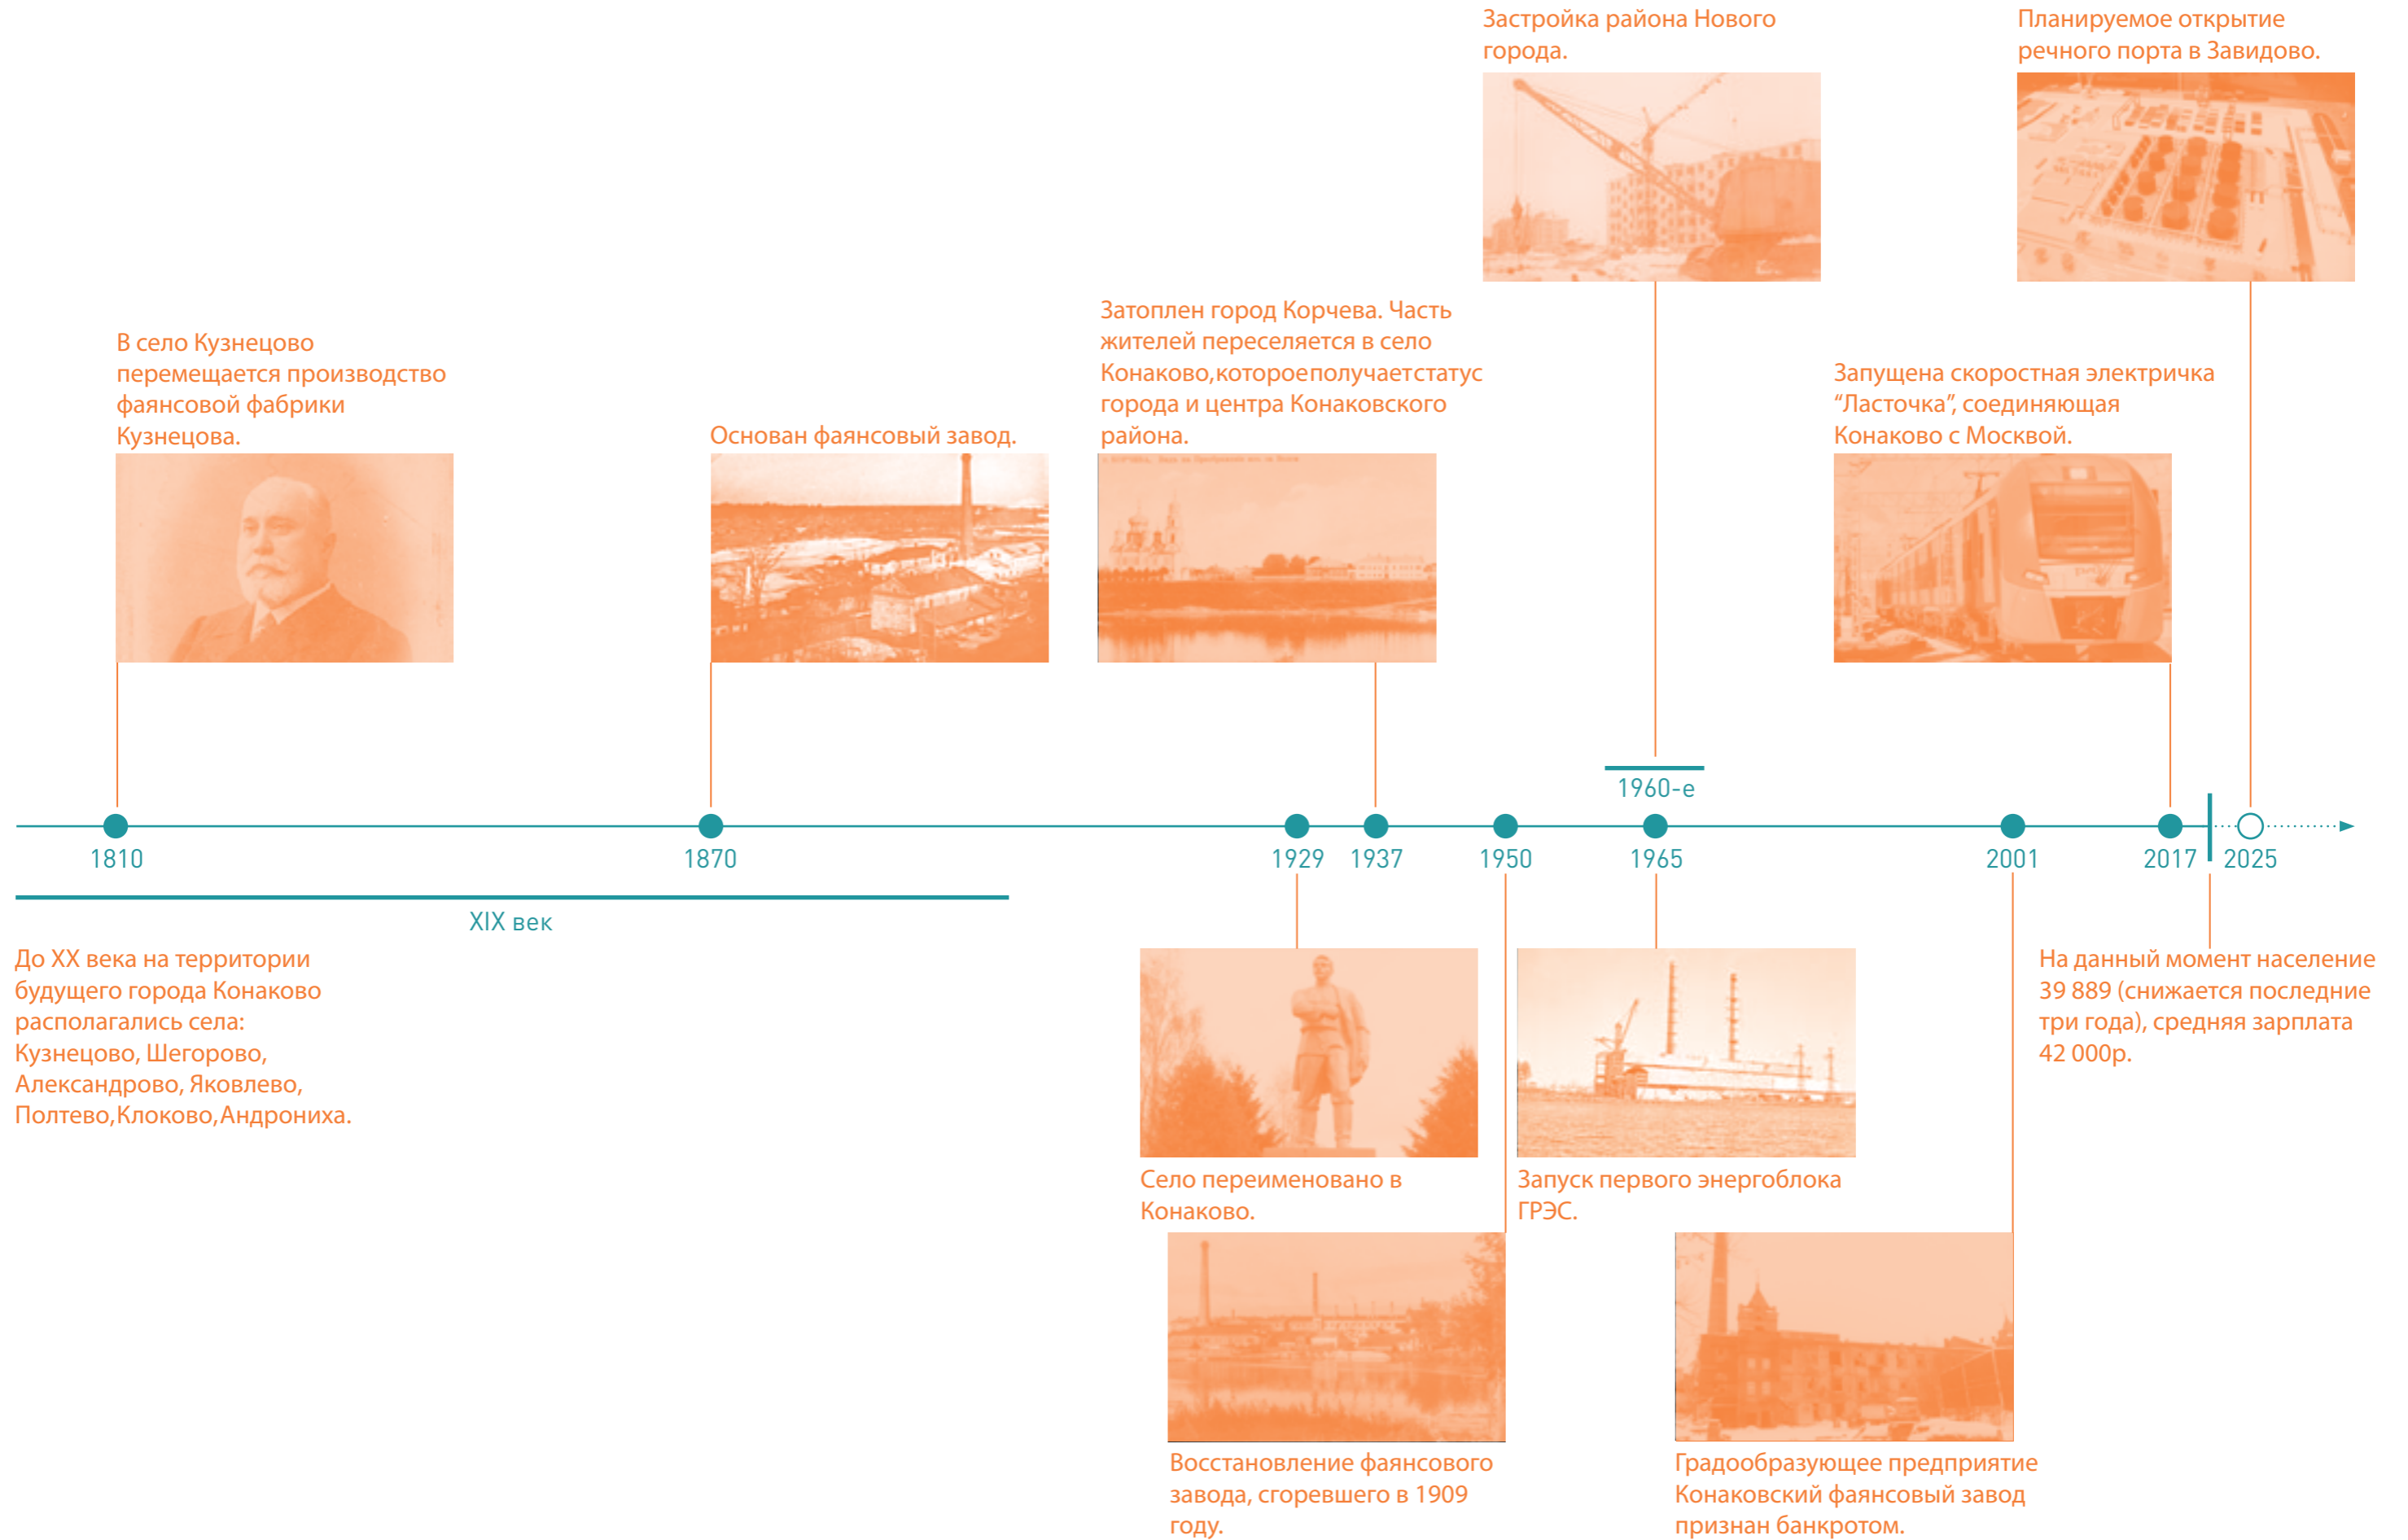 Застройка района Нового
города.
Планируемое открытие
речного порта в Завидово.
В село Кузнецово
перемещается производство
фаянсовой фабрики
Кузнецова.
Основан фаянсовый завод.
Затоплен город Корчева. Часть
жителей переселяется в село
Конаково,которое получает статус
города и центра Конаковского
района.
Запущена скоростная электричка
“Ласточка”, соединяющая
Конаково с Москвой.
1960-е
1810
1870
1929
1937
1950
1965
2001
2017
2025
XIX век
До XX века на территории
будущего города Конаково
располагались села:
Кузнецово, Шегорово,
Александрово, Яковлево,
Полтево,Клоково,Андрониха.
Село переименовано в
Конаково.
Запуск первого энергоблока
ГРЭС.
На данный момент население
39 889 (снижается последние
три года), средняя зарплата
42 000р.
Восстановление фаянсового
завода, сгоревшего в 1909
году.
Градообразующее предприятие
Конаковский фаянсовый завод
признан банкротом.